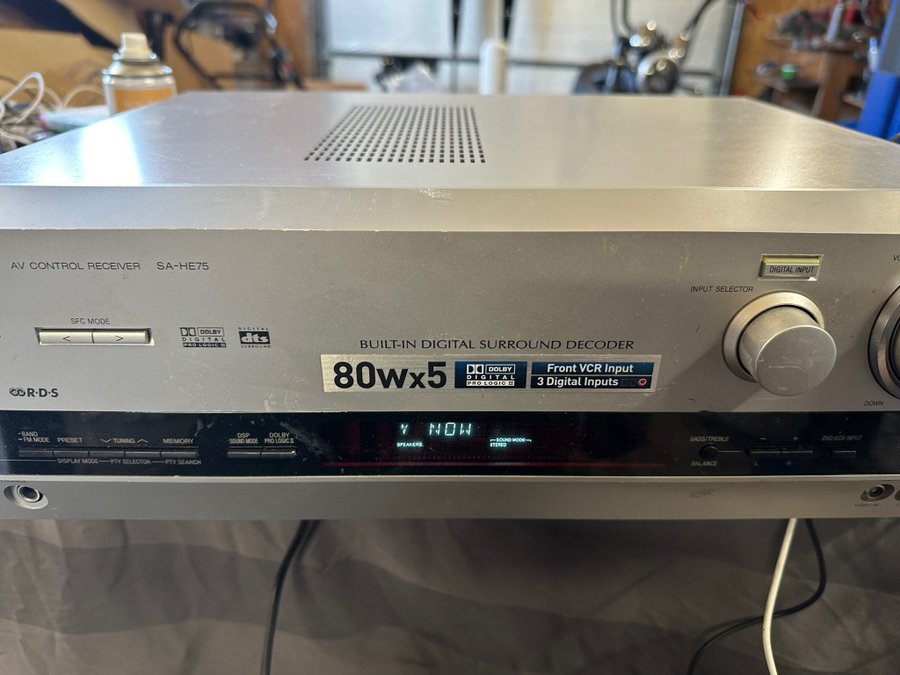 AV CONTROL RECEIVER SA-HE75
DIGITAL INPUT
INPUT SELECTOR
VO
SFC MODE
< >
DOLBY
DIGITAL
PRO LOGIC II
DIGITAL
dts
SURROUND
BUILT-IN DIGITAL SURROUND DECODER
80Wx5
DOLBY
DIGITAL
PRO LOGIC II
Front VCR Input
3 Digital Inputs
R·D·S
DOWN
BAND
FM MODE
PRESET
TUNING
MEMORY
DISPLAY MODE
PTY SELECTOR
PTY SEARCH
DSP
SOUND MODE
DOLBY
PRO LOGIC II
Y NOW
SPEAKERS
SOUND MODE
STEREO
BASS/TREBLE
BALANCE
- +
L R
DVD 6CH INPUT